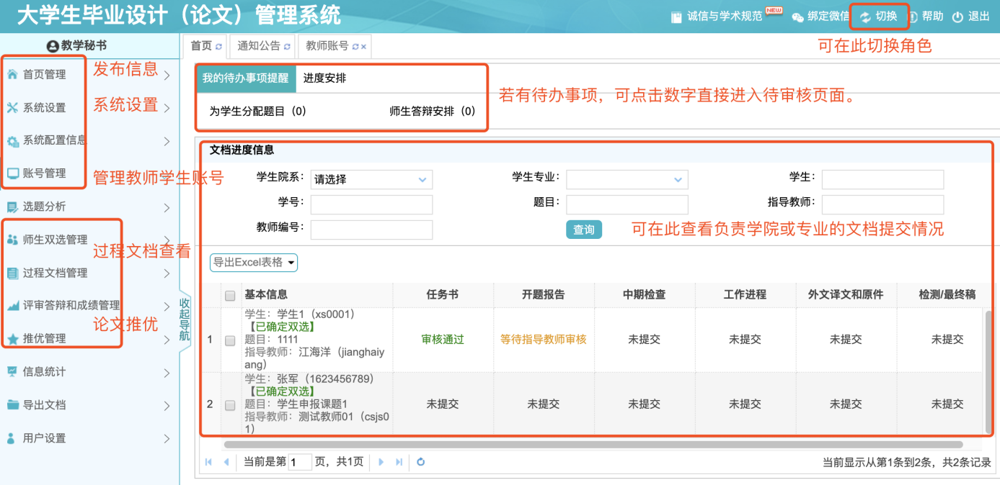 大学生毕业设计（论文）管理系统
诚信与学术规范 NEW 绑定微信 切换 帮助 退出
可在此切换角色
教学秘书
首页 通知公告 教师账号
首页管理
发布信息
系统设置
系统设置
系统配置信息
账号管理
管理教师学生账号
选题分析
师生双选管理
过程文档查看
过程文档管理
评审答辩和成绩管理
论文推优
推优管理
信息统计
导出文档
用户设置
收起导航
我的待办事项提醒 进度安排
若有待办事项，可点击数字直接进入待审核页面。
为学生分配题目（0） 师生答辩安排（0）
文档进度信息
学生院系： 请选择 学生专业： 学生：
学号： 题目： 指导教师：
教师编号： 查询
可在此查看负责学院或专业的文档提交情况
导出Excel表格
基本信息 任务书 开题报告 中期检查 工作进程 外文译文和原件 检测/最终稿
学生：学生1（xs0001）
【已确定双选】
1 题目：1111 审核通过 等待指导教师审核 未提交 未提交 未提交 未提交
指导教师：江海洋（jianghaiy
ang）
学生：张军（1623456789）
【已确定双选】
2 题目：学生申报课题1 未提交 未提交 未提交 未提交 未提交 未提交
指导教师：测试教师01（csjs0
1）
当前是第 1 页，共1页
当前显示从第1条到2条，共2条记录